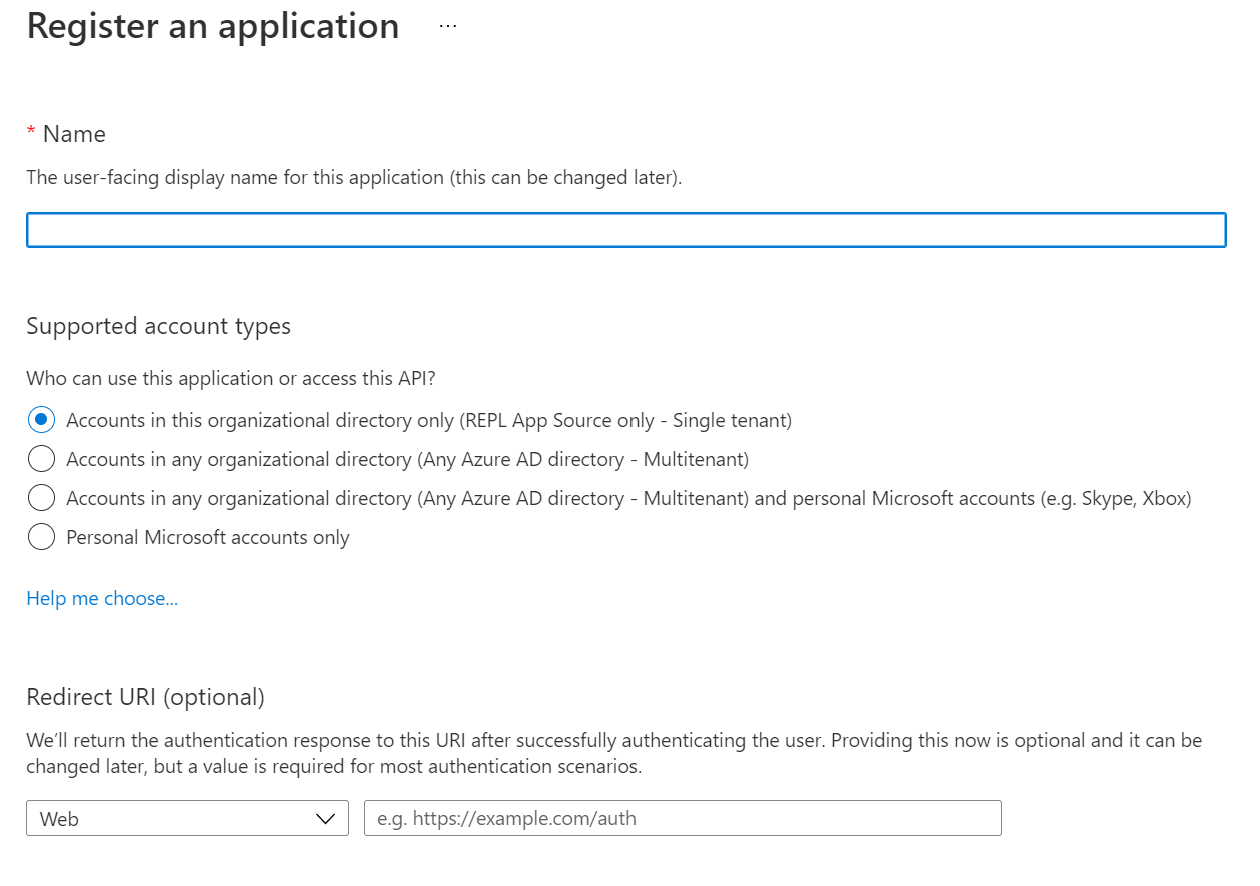 Register an application ...
* Name
The user-facing display name for this application (this can be changed later).
Supported account types
Who can use this application or access this API?
Accounts in this organizational directory only (REPL App Source only - Single tenant)
Accounts in any organizational directory (Any Azure AD directory - Multitenant)
Accounts in any organizational directory (Any Azure AD directory - Multitenant) and personal Microsoft accounts (e.g. Skype, Xbox)
Personal Microsoft accounts only
Help me choose...
Redirect URI (optional)
We’ll return the authentication response to this URI after successfully authenticating the user. Providing this now is optional and it can be
changed later, but a value is required for most authentication scenarios.
Web e.g. https://example.com/auth